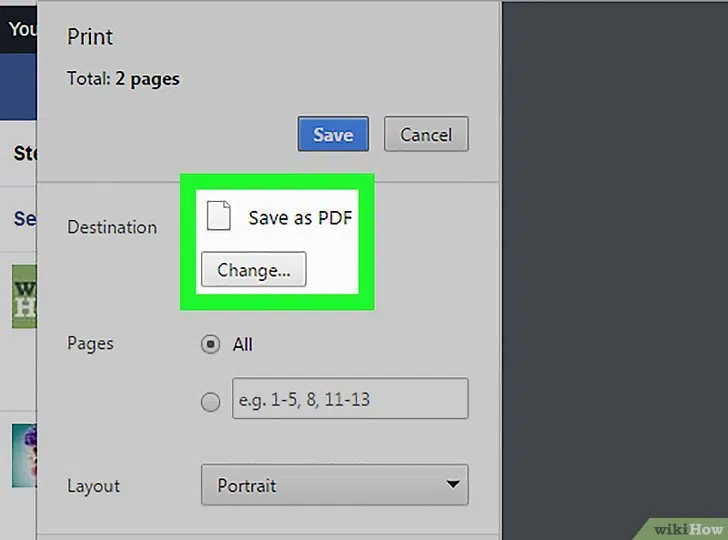 You
Print
Total: 2 pages
Save Cancel
Ste
Destination Save as PDF
Se
Change...
W
H
Pages All
e.g. 1-5, 8, 11-13
Layout Portrait
wikiHow